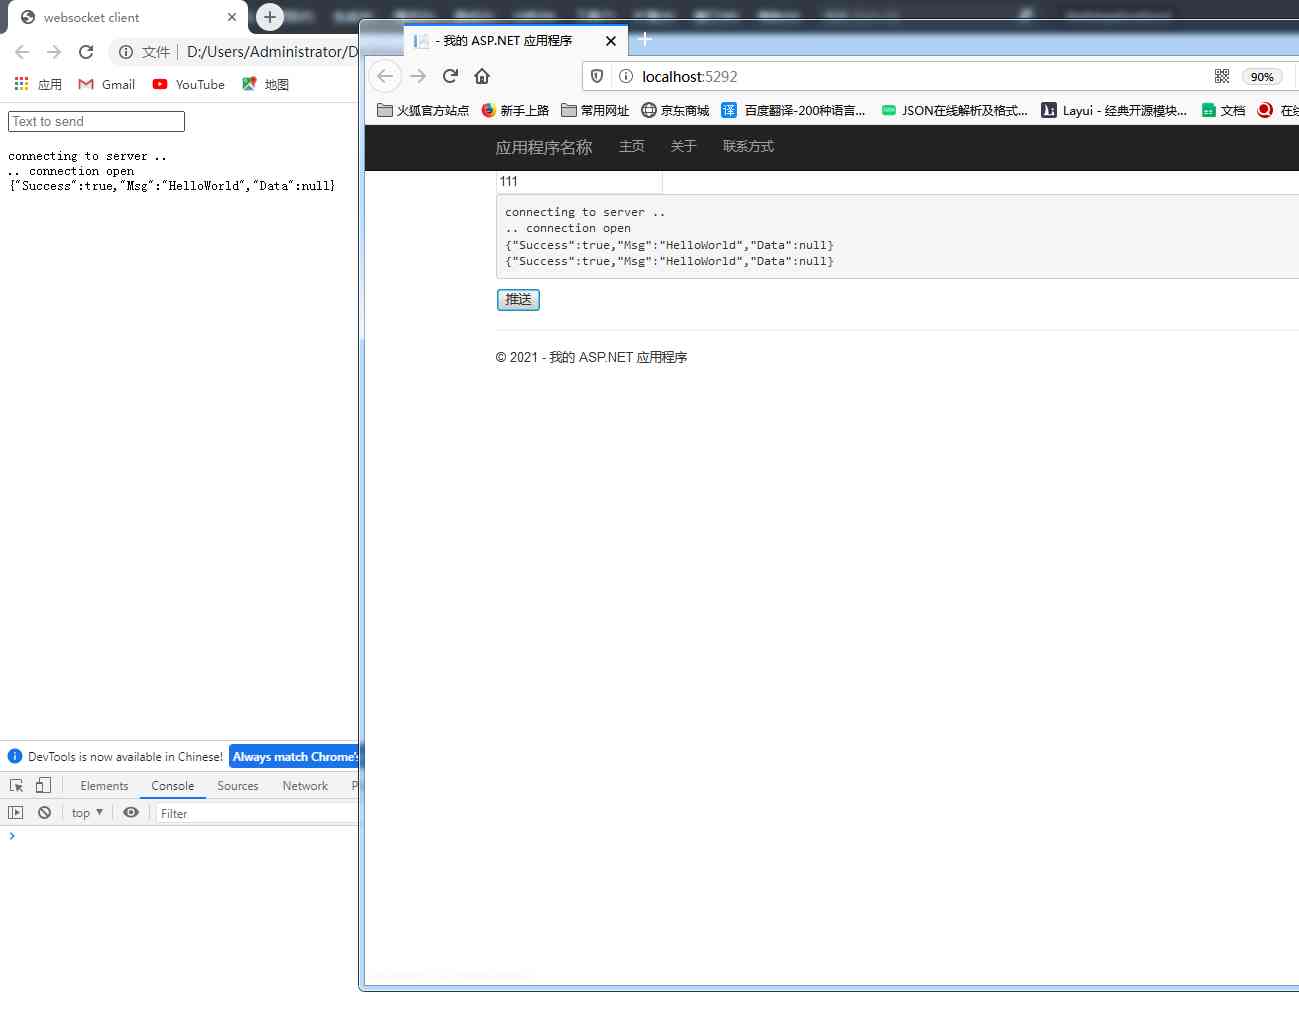 websocket client
文件 D:/Users/Administrator/D
应用 Gmail YouTube 地图
Text to send
connecting to server ..
.. connection open
{"Success":true,"Msg":"HelloWorld","Data":null}
DevTools is now available in Chinese! Always match Chrome's
Elements Console Sources Network
top Filter
- 我的 ASP.NET 应用程序
localhost:5292 90%
火狐官方站点 新手上路 常用网址 京东商城 译 百度翻译-200种语言... JSON在线解析及格式... Layui - 经典开源模块... 文档
应用程序名称 主页 关于 联系方式
111
connecting to server ..
.. connection open
{"Success":true,"Msg":"HelloWorld","Data":null}
{"Success":true,"Msg":"HelloWorld","Data":null}
推送
© 2021 - 我的 ASP.NET 应用程序